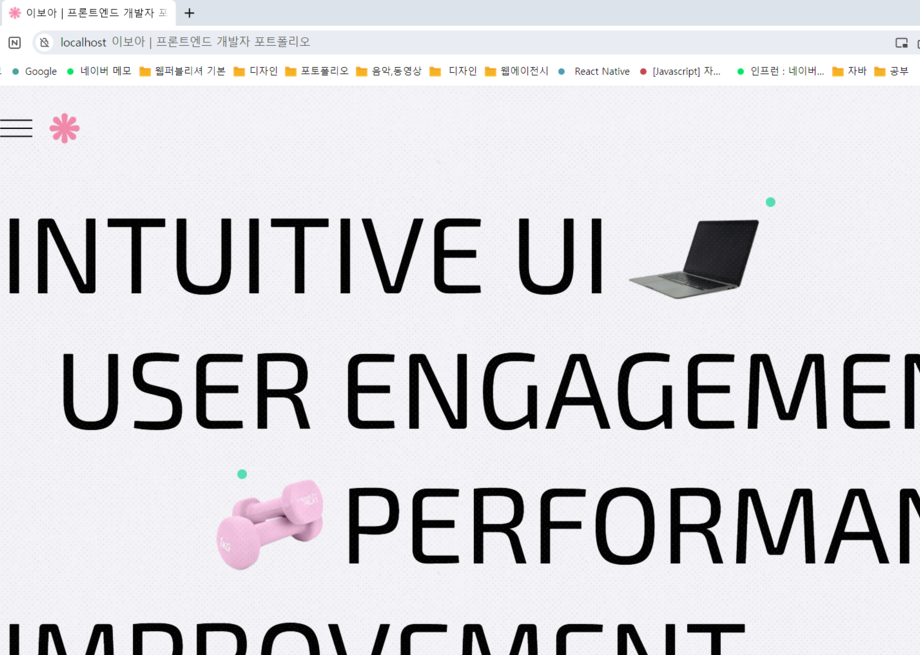 이보아 | 프론트엔드 개발자 포
localhost 이보아 | 프론트엔드 개발자 포트폴리오
Google 네이버 메모 웹퍼블리셔 기본 디자인 포토폴리오 음악,동영상 디자인 웹에이전시 React Native [Javascript] 자... 인프런 : 네이버... 자바 공부
INTUITIVE UI
USER ENGAGEMEN
PERFORMAN
IMPROVEMENT